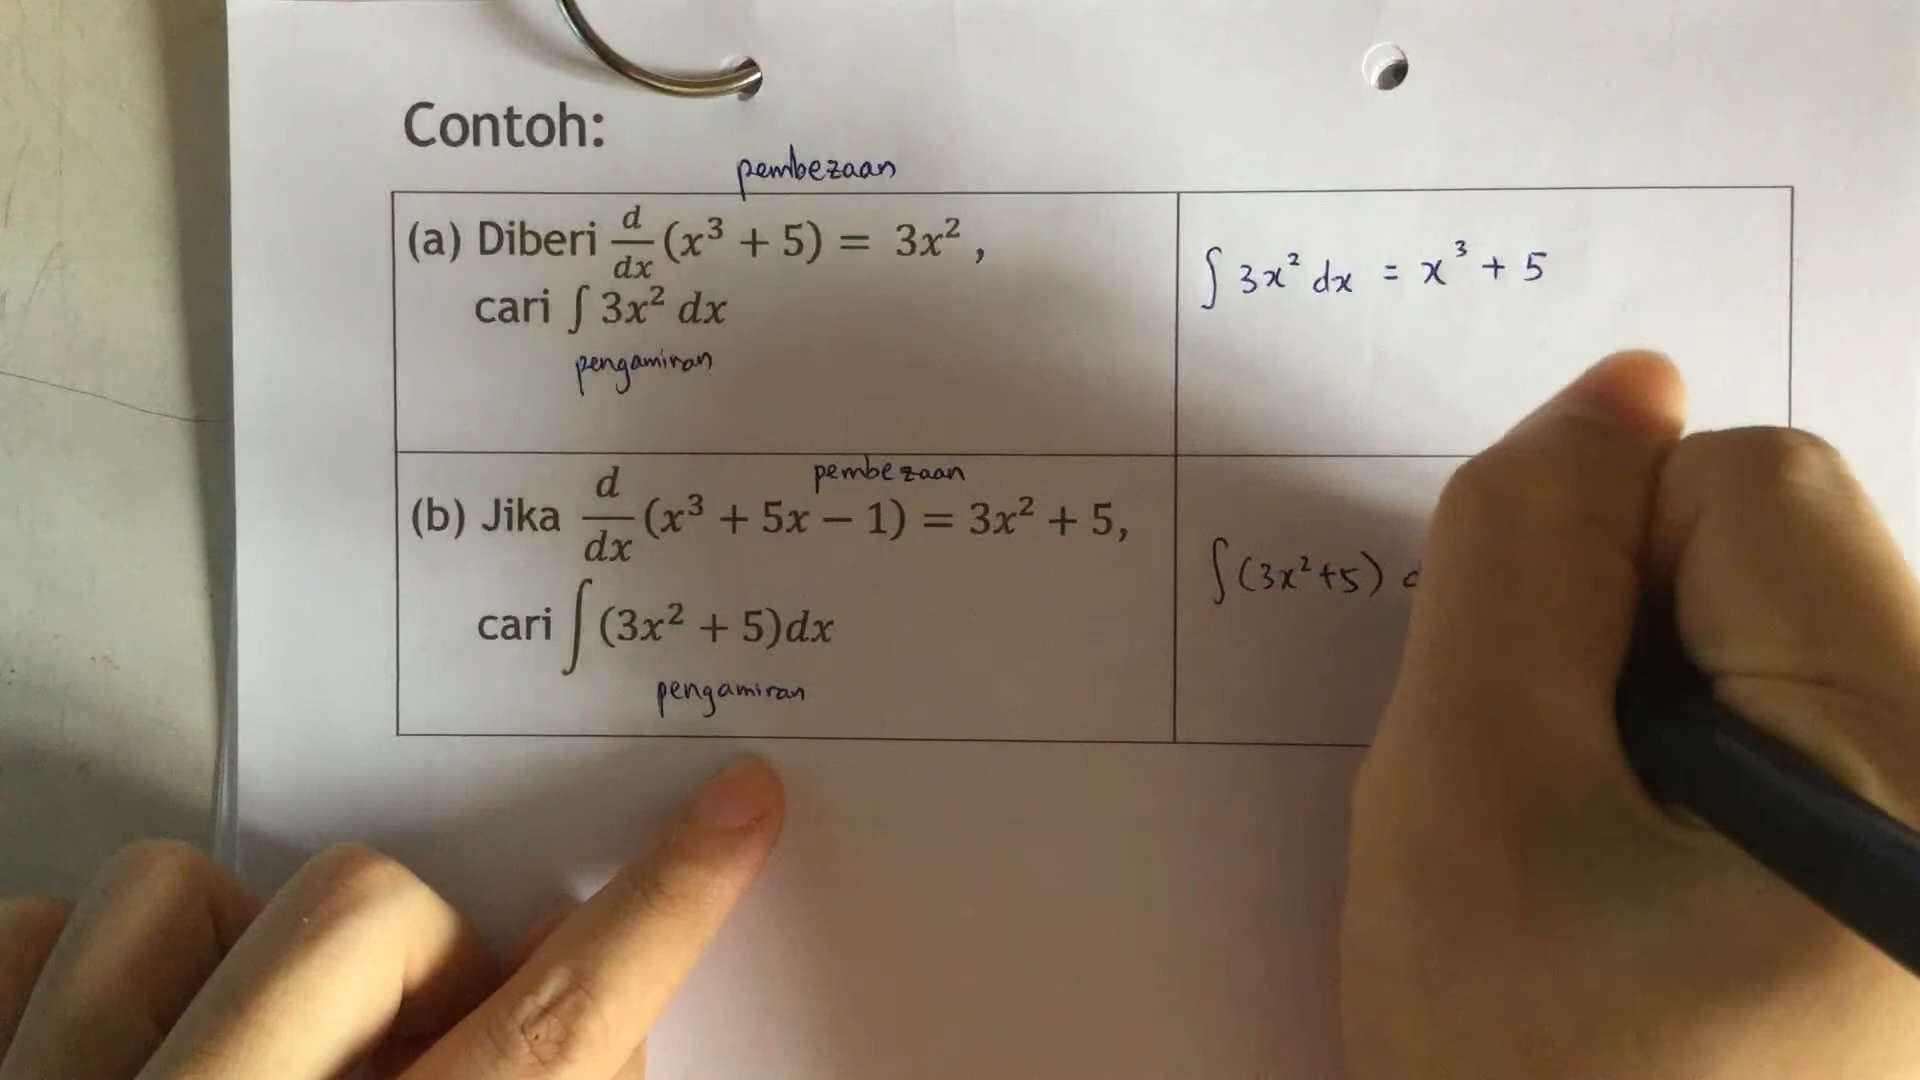 Contoh:
pembezaan
(a) Diberi d/dx (x³ + 5) = 3x²,
cari ∫ 3x² dx
pengamiran
∫ 3x² dx = x³ + 5
pembezaan
(b) Jika d/dx (x³ + 5x − 1) = 3x² + 5,
cari ∫ (3x² + 5)dx
pengamiran
∫(3x²+5)